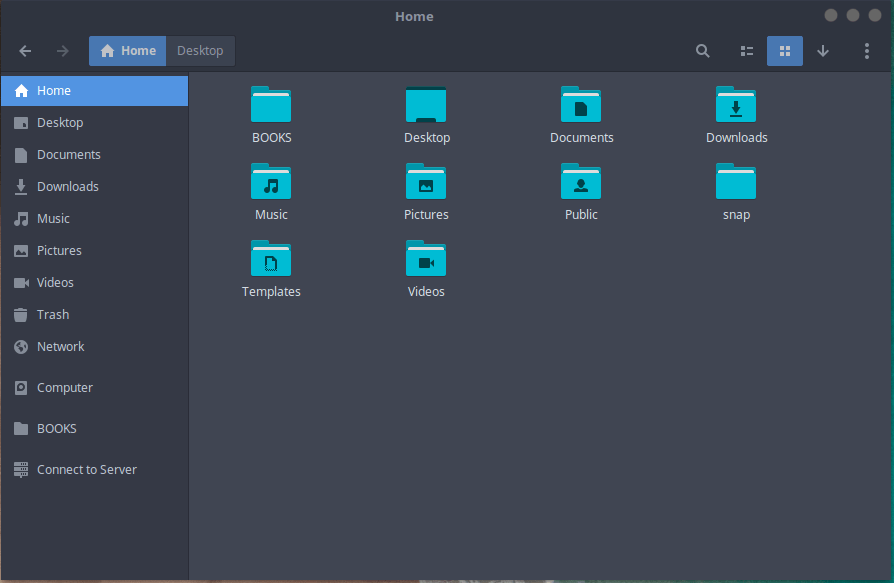 Home
Home
Desktop
Home
Desktop
Documents
Downloads
Music
Pictures
Videos
Trash
Network
Computer
BOOKS
Connect to Server
BOOKS
Desktop
Documents
Downloads
Music
Pictures
Public
snap
Templates
Videos